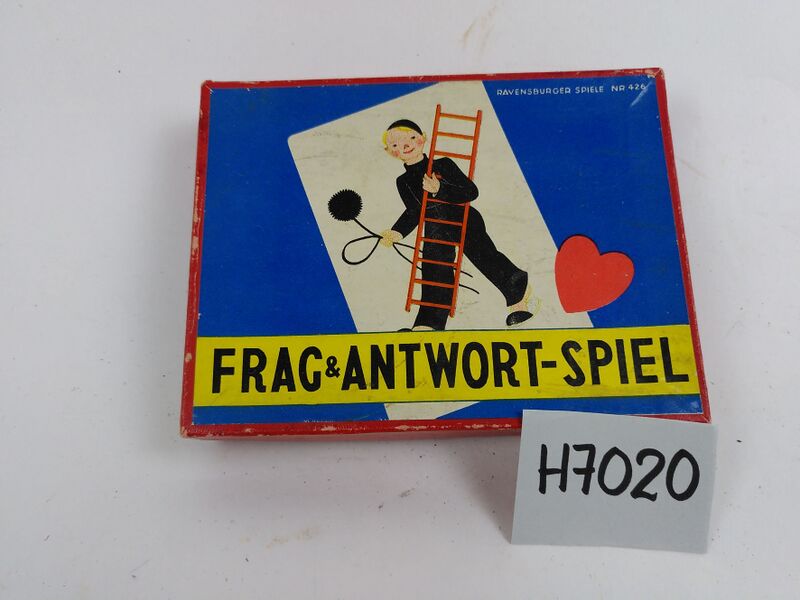 RAVENSBURGER SPIELE NR 426
FRAG & ANTWORT-SPIEL
H7020